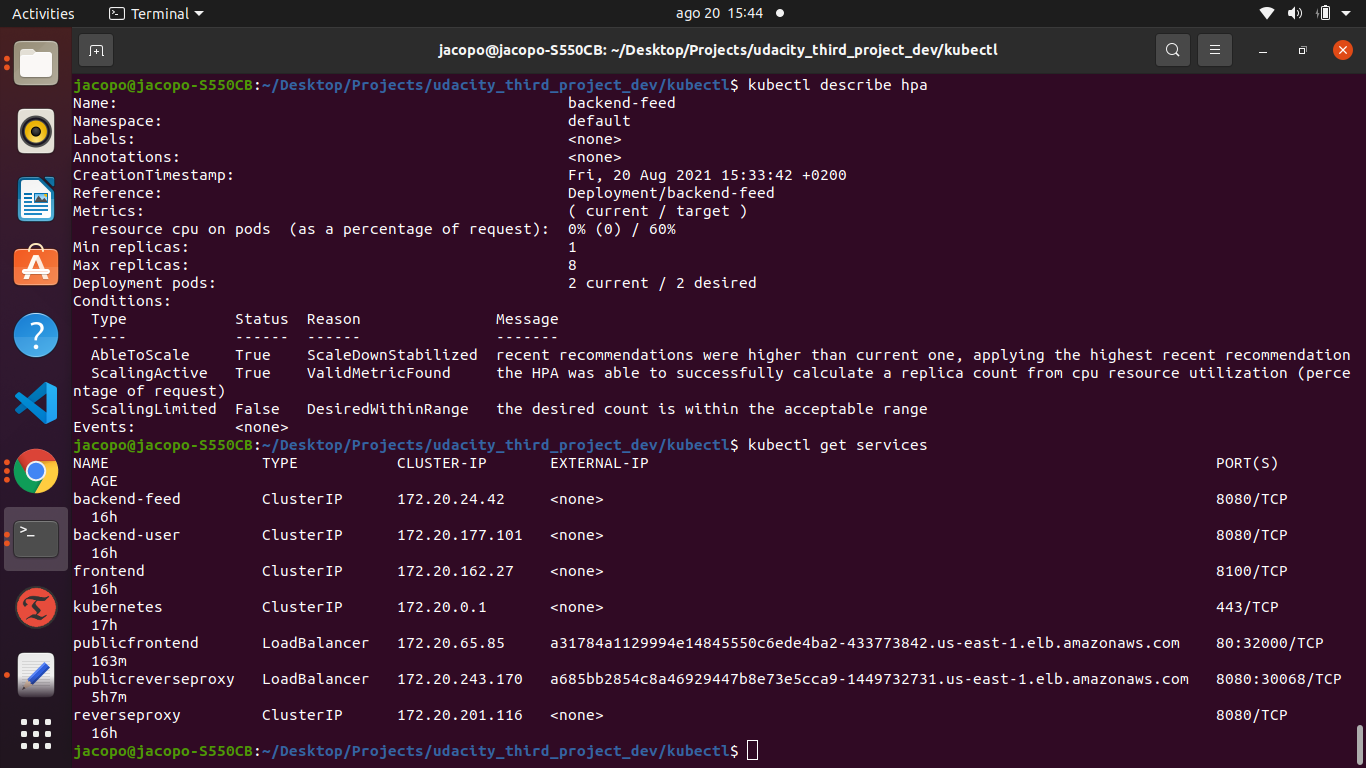 Activities Terminal ago 20 15:44
jacopo@jacopo-S550CB: ~/Desktop/Projects/udacity_third_project_dev/kubectl
jacopo@jacopo-S550CB:~/Desktop/Projects/udacity_third_project_dev/kubectl$ kubectl describe hpa
Name: backend-feed
Namespace: default
Labels: <none>
Annotations: <none>
CreationTimestamp: Fri, 20 Aug 2021 15:33:42 +0200
Reference: Deployment/backend-feed
Metrics: ( current / target )
resource cpu on pods (as a percentage of request): 0% (0) / 60%
Min replicas: 1
Max replicas: 8
Deployment pods: 2 current / 2 desired
Conditions:
Type Status Reason Message
---- ------ ------ -------
AbleToScale True ScaleDownStabilized recent recommendations were higher than current one, applying the highest recent recommendation
ScalingActive True ValidMetricFound the HPA was able to successfully calculate a replica count from cpu resource utilization (perce
ntage of request)
ScalingLimited False DesiredWithinRange the desired count is within the acceptable range
Events: <none>
jacopo@jacopo-S550CB:~/Desktop/Projects/udacity_third_project_dev/kubectl$ kubectl get services
NAME TYPE CLUSTER-IP EXTERNAL-IP PORT(S)
AGE
backend-feed ClusterIP 172.20.24.42 <none> 8080/TCP
16h
backend-user ClusterIP 172.20.177.101 <none> 8080/TCP
16h
frontend ClusterIP 172.20.162.27 <none> 8100/TCP
16h
kubernetes ClusterIP 172.20.0.1 <none> 443/TCP
17h
publicfrontend LoadBalancer 172.20.65.85 a31784a1129994e14845550c6ede4ba2-433773842.us-east-1.elb.amazonaws.com 80:32000/TCP
163m
publicreverseproxy LoadBalancer 172.20.243.170 a685bb2854c8a46929447b8e73e5cca9-1449732731.us-east-1.elb.amazonaws.com 8080:30068/TCP
5h7m
reverseproxy ClusterIP 172.20.201.116 <none> 8080/TCP
16h
jacopo@jacopo-S550CB:~/Desktop/Projects/udacity_third_project_dev/kubectl$